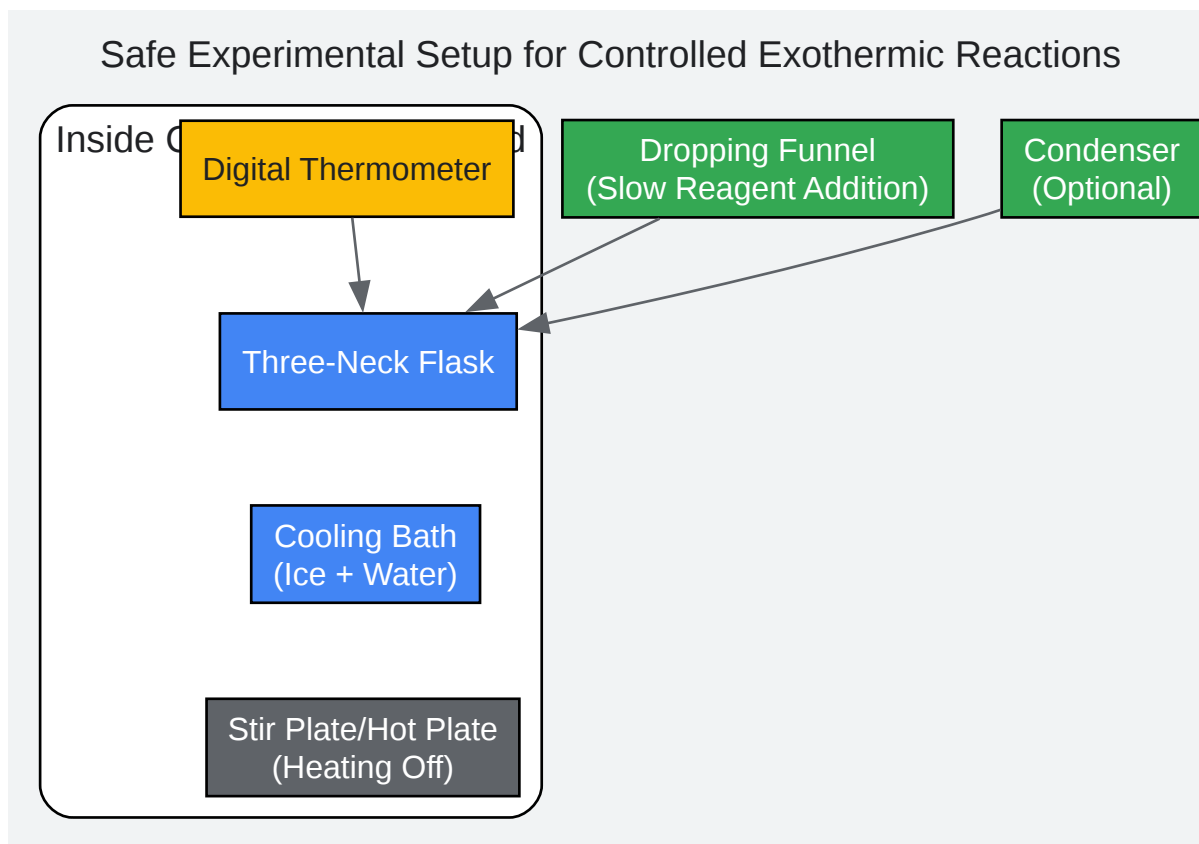 Safe Experimental Setup for Controlled Exothermic Reactions
Inside
Digital Thermometer
Dropping Funnel
(Slow Reagent Addition)
Condenser
(Optional)
Three-Neck Flask
Cooling Bath
(Ice + Water)
Stir Plate/Hot Plate
(Heating Off)